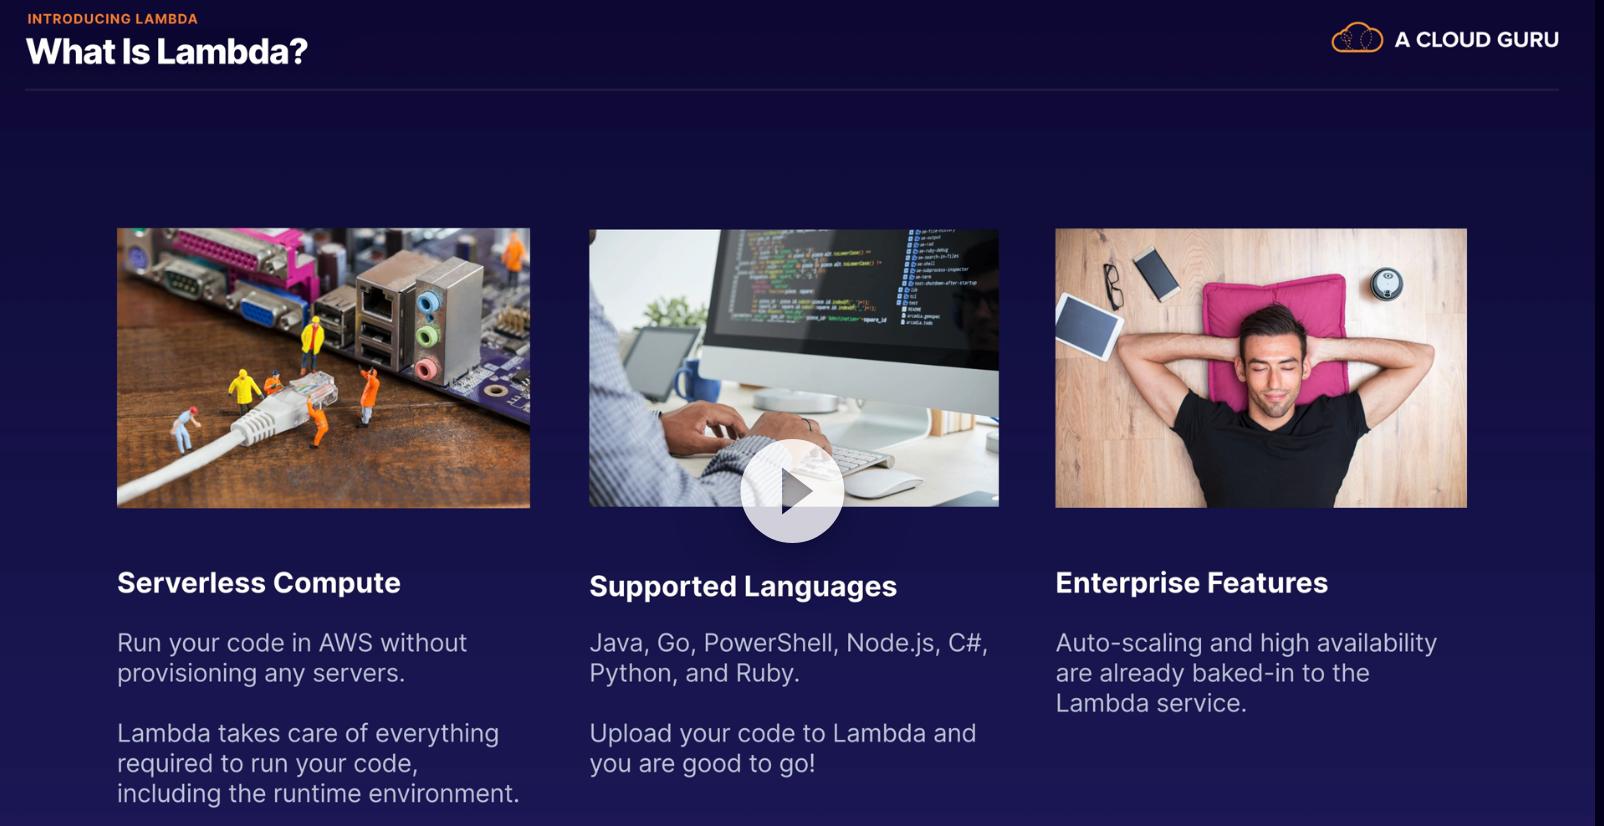 INTRODUCING LAMBDA
What Is Lambda?
A CLOUD GURU
Serverless Compute
Run your code in AWS without
provisioning any servers.
Lambda takes care of everything
required to run your code,
including the runtime environment.
Supported Languages
Java, Go, PowerShell, Node.js, C#,
Python, and Ruby.
Upload your code to Lambda and
you are good to go!
Enterprise Features
Auto-scaling and high availability
are already baked-in to the
Lambda service.